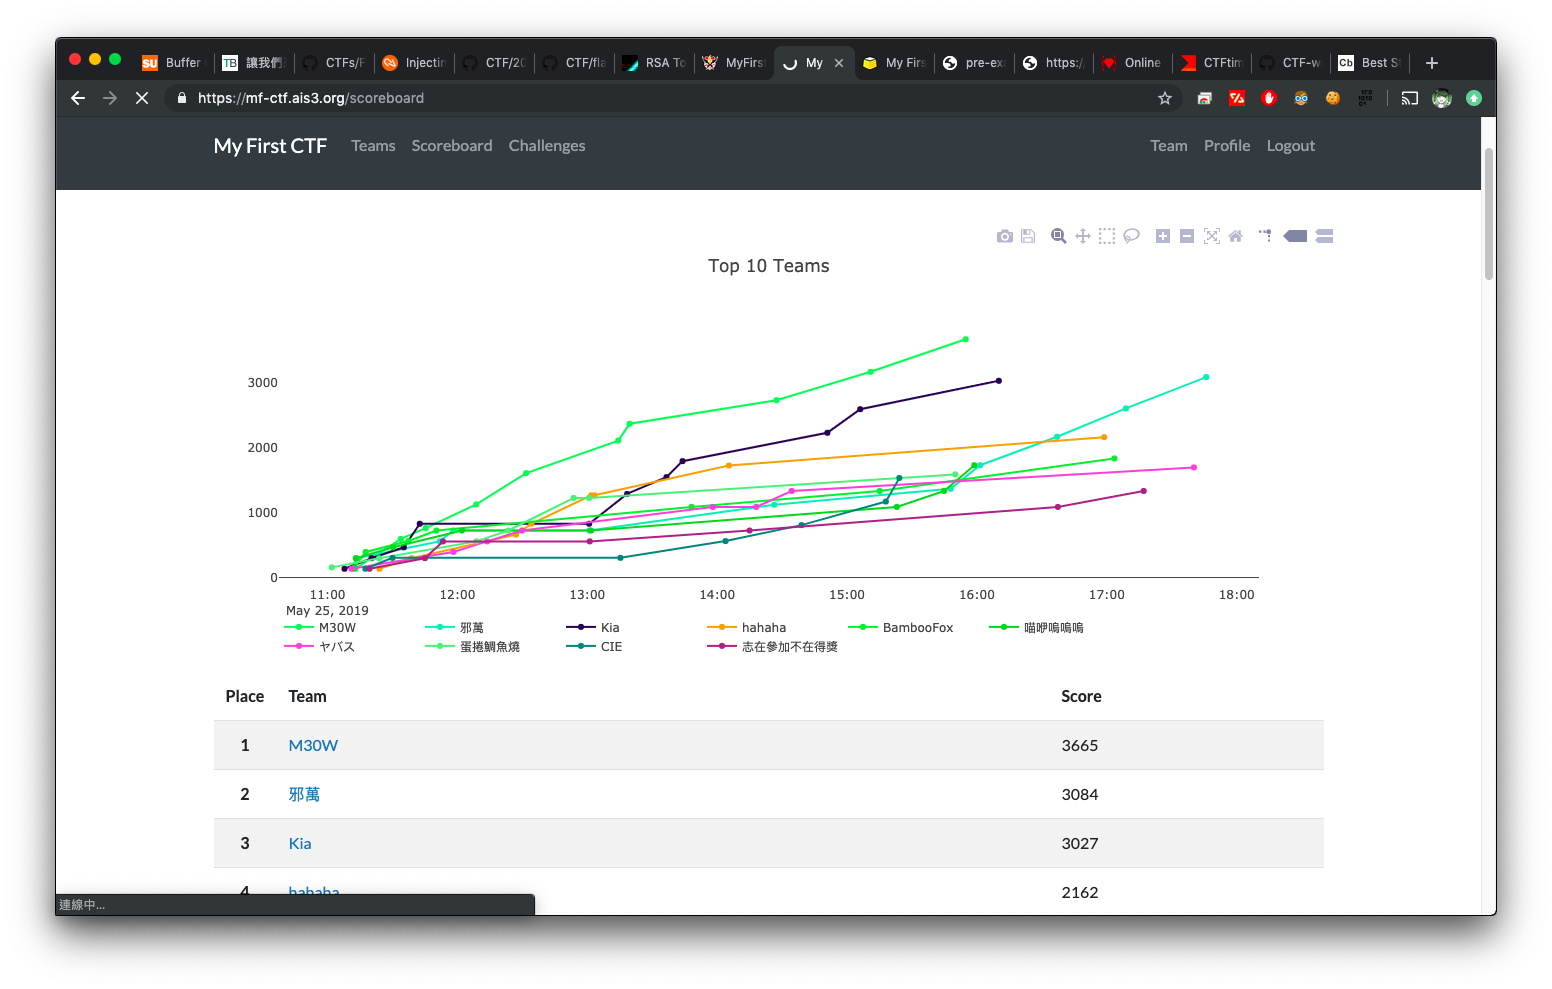 Buffer
讓我們
CTFs/F
Injectin
CTF/20
CTF/fla
RSA To
MyFirst
My
My Firs
pre-ex
https:/
Online
CTFtim
CTF-w
Best S
https://mf-ctf.ais3.org/scoreboard
My First CTF Teams Scoreboard Challenges Team Profile Logout
Top 10 Teams
3000
2000
1000
0
11:00 12:00 13:00 14:00 15:00 16:00 17:00 18:00
May 25, 2019
M30W 邪萬 Kia hahaha BambooFox 喵咿嗚嗚嗚
ヤバス 蛋捲鯛魚燒 CIE 志在參加不在得獎
Place Team Score
1 M30W 3665
2 邪萬 3084
3 Kia 3027
4 hahaha 2162
連線中...